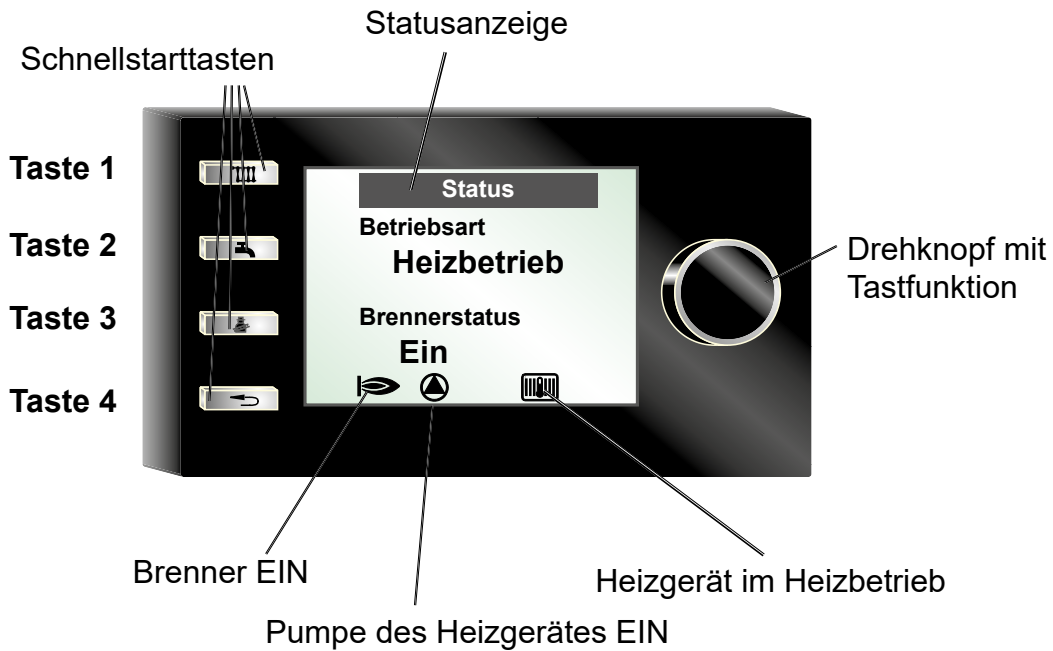 Statusanzeige
Schnellstarttasten
Taste 1
Taste 2
Taste 3
Taste 4
Status
Betriebsart
Heizbetrieb
Brennerstatus
Ein
Drehknopf mit
Tastfunktion
Brenner EIN
Heizgerät im Heizbetrieb
Pumpe des Heizgerätes EIN